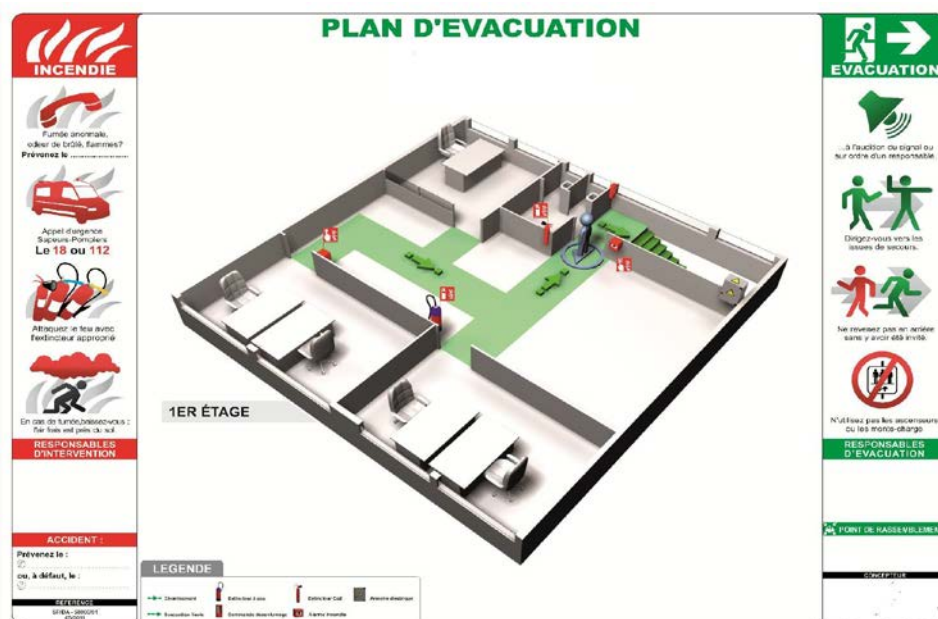 PLAN D'EVACUATION
INCENDIE
Fumée anormale,
odeur de brûlé, flammes?
Prévenez le
Appel d'urgence
Sapeurs-Pompiers
Le 18 ou 112
Attaquez le feu avec
l'extincteur approprié
En cas de fumée,baissez-vous :
l'air frais est près du sol.
RESPONSABLES
D'INTERVENTION
ACCIDENT :
Prévenez le :
ou, à défaut, le :
REFERENCE
1ER ÉTAGE
LEGENDE
Extincteur à eau
Extincteur Co2
Armoire électrique
Commande désenfumage
Alarme incendie
EVACUATION
...à l'audition du signal ou
sur ordre d'un responsable.
Dirigez-vous vers les
issues de secours.
Ne revenez pas en arrière
sans y avoir été invité.
N'utilisez pas les ascenseurs
ou les monte-charge
RESPONSABLES
D'EVACUATION
POINT DE RASSEMBLEMEN
CONCEPTEUR